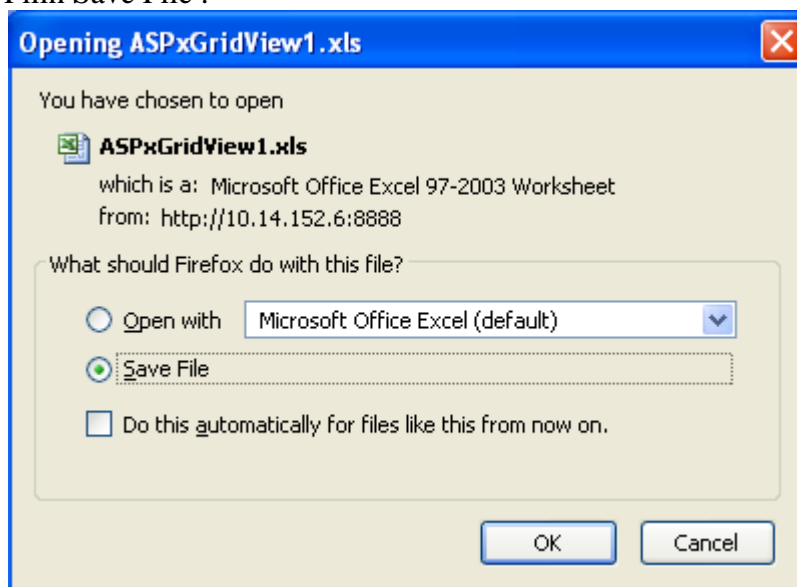 Save File .
Opening ASPxGridView1.xls
You have chosen to open
ASPxGridView1.xls
which is a: Microsoft Office Excel 97-2003 Worksheet
from: http://10.14.152.6:8888
What should Firefox do with this file?
Open with Microsoft Office Excel (default)
Save File
Do this automatically for files like this from now on.
OK Cancel